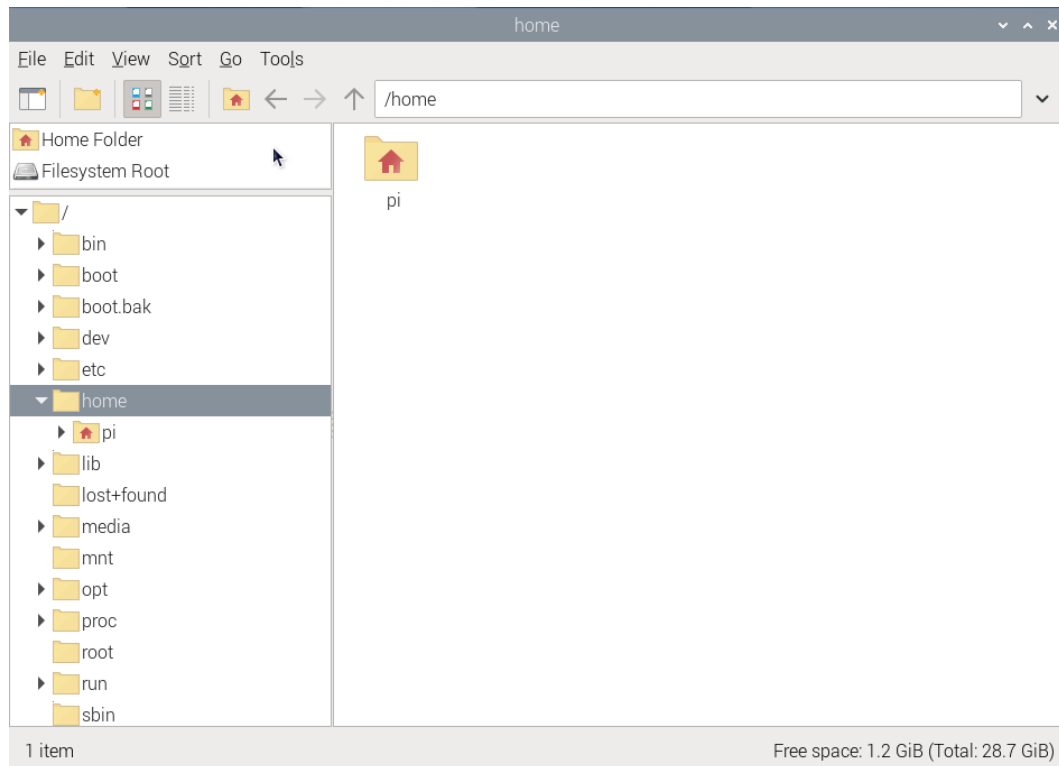 home
File Edit View Sort Go Tools
/home
Home Folder
Filesystem Root
/
bin
boot
boot.bak
dev
etc
home
pi
lib
lost+found
media
mnt
opt
proc
root
run
sbin
pi
1 item
Free space: 1.2 GiB (Total: 28.7 GiB)